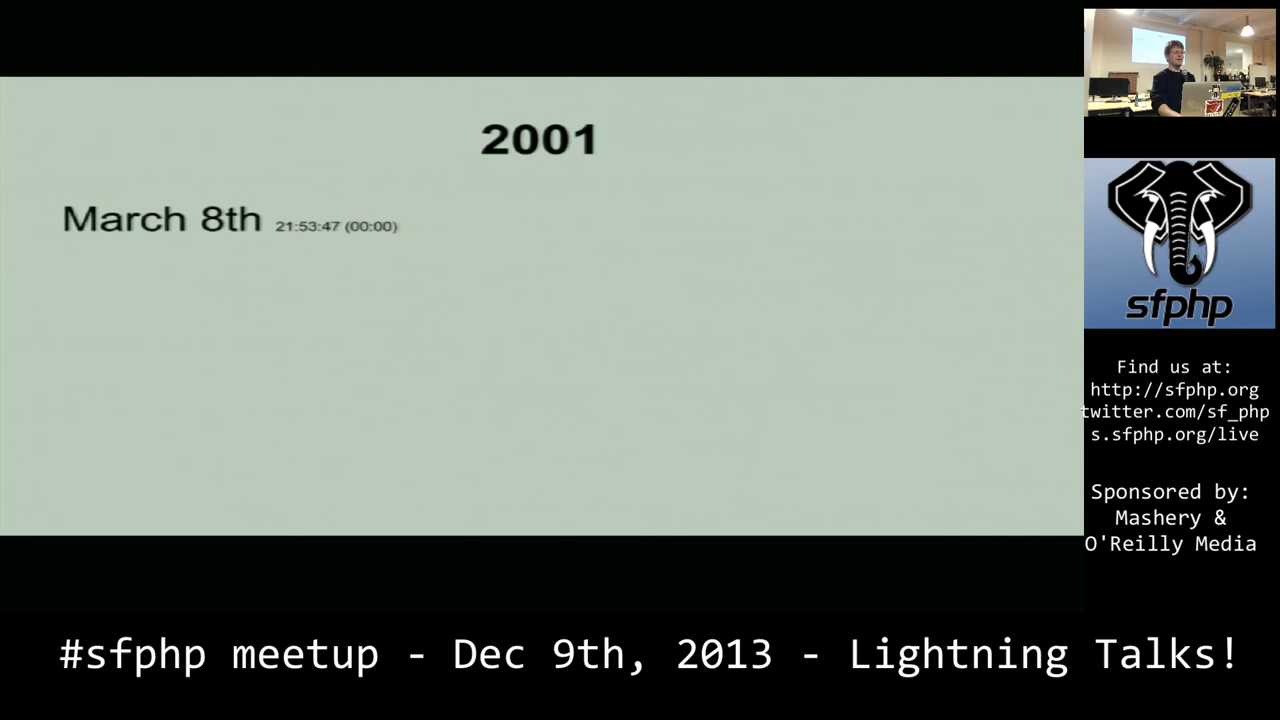 2001
March 8th 21:53:47 (00:00)
sfphp
Find us at:
http://sfphp.org
twitter.com/sf_php
s.sfphp.org/live
Sponsored by:
Mashery &
O'Reilly Media
#sfphp meetup - Dec 9th, 2013 - Lightning Talks!